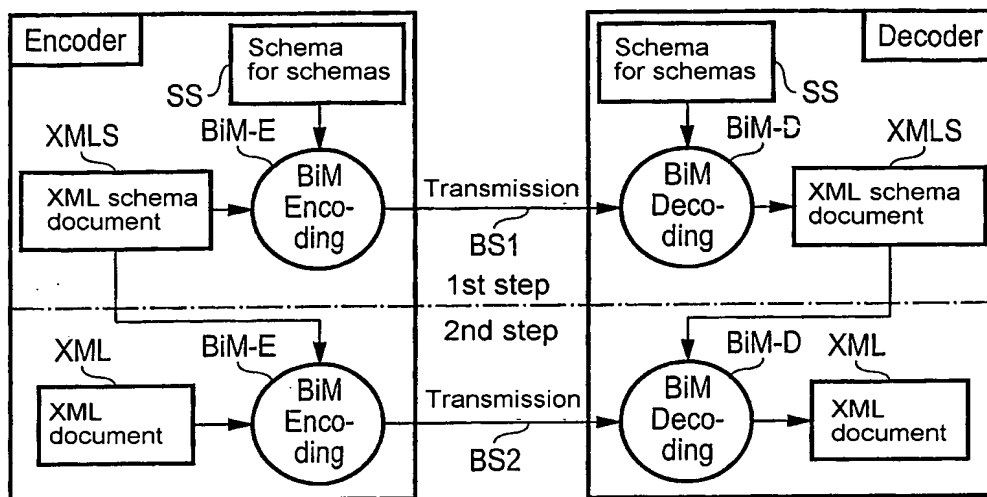 Encoder
Schema
for schemas
SS
BiM-E
XMLS
XML schema
document
BiM
Enco-
ding
Transmission
BS1
1st step
Decoder
Schema
for schemas
SS
BiM-D
XMLS
BiM
Deco-
ding
XML schema
document
2nd step
XML
BiM-E
XML
document
BiM
Enco-
ding
Transmission
BS2
BiM-D
XML
BiM
Deco-
ding
XML
document